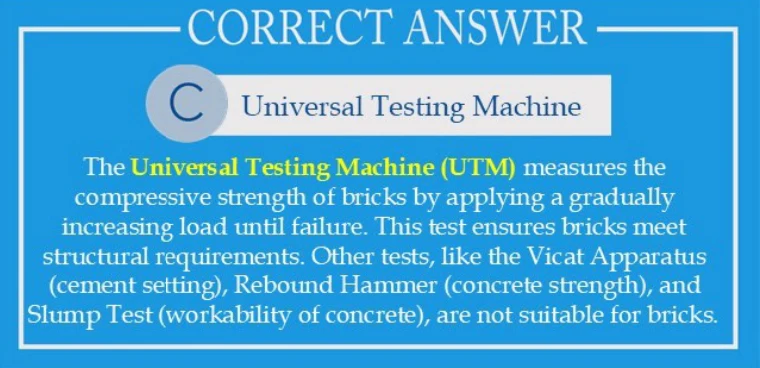 CORRECT ANSWER
C Universal Testing Machine
The Universal Testing Machine (UTM) measures the
compressive strength of bricks by applying a gradually
increasing load until failure. This test ensures bricks meet
structural requirements. Other tests, like the Vicat Apparatus
(cement setting), Rebound Hammer (concrete strength), and
Slump Test (workability of concrete), are not suitable for bricks.